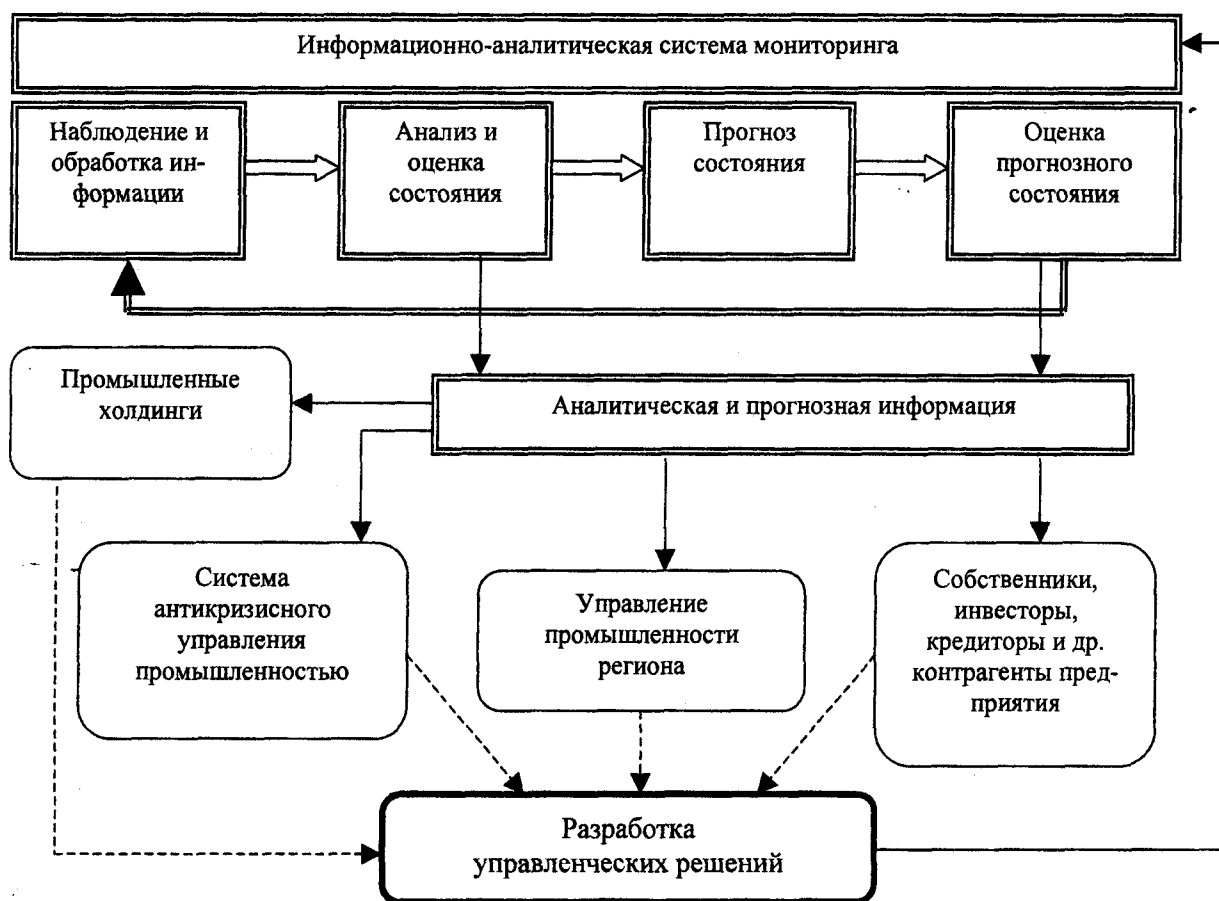 Информационно-аналитическая система мониторинга
Наблюдение и
обработка ин-
формации
Анализ и
оценка
состояния
Прогноз
состояния
Оценка
прогнозного
состояния
Промышленные
холдинги
Аналитическая и прогнозная информация
Система
антикризисного
управления
промышленностью
Управление
промышленности
региона
Собственники,
инвесторы,
кредиторы и др.
контрагенты пред-
приятия
Разработка
управленческих решений